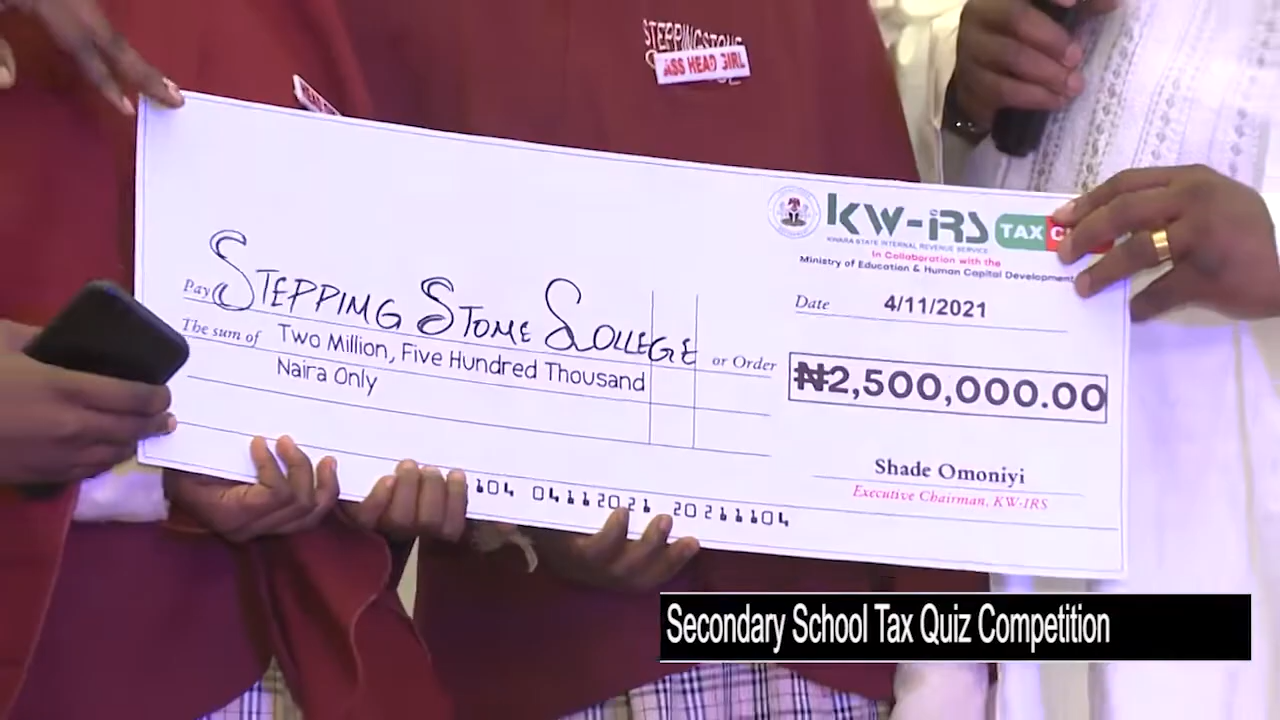 STEPPINGSTONE
ASS HEAD GIRL
KW-iRS TAX
KWARA STATE INTERNAL REVENUE SERVICE
In Collaboration with the
Ministry of Education & Human Capital Development
Date 4/11/2021
Pay STEPPING STONE COLLEGE or Order
The sum of Two Million, Five Hundred Thousand
Naira Only
₦2,500,000.00
Shade Omoniyi
Executive Chairman, KW-IRS
104 04112021 20211104
Secondary School Tax Quiz Competition